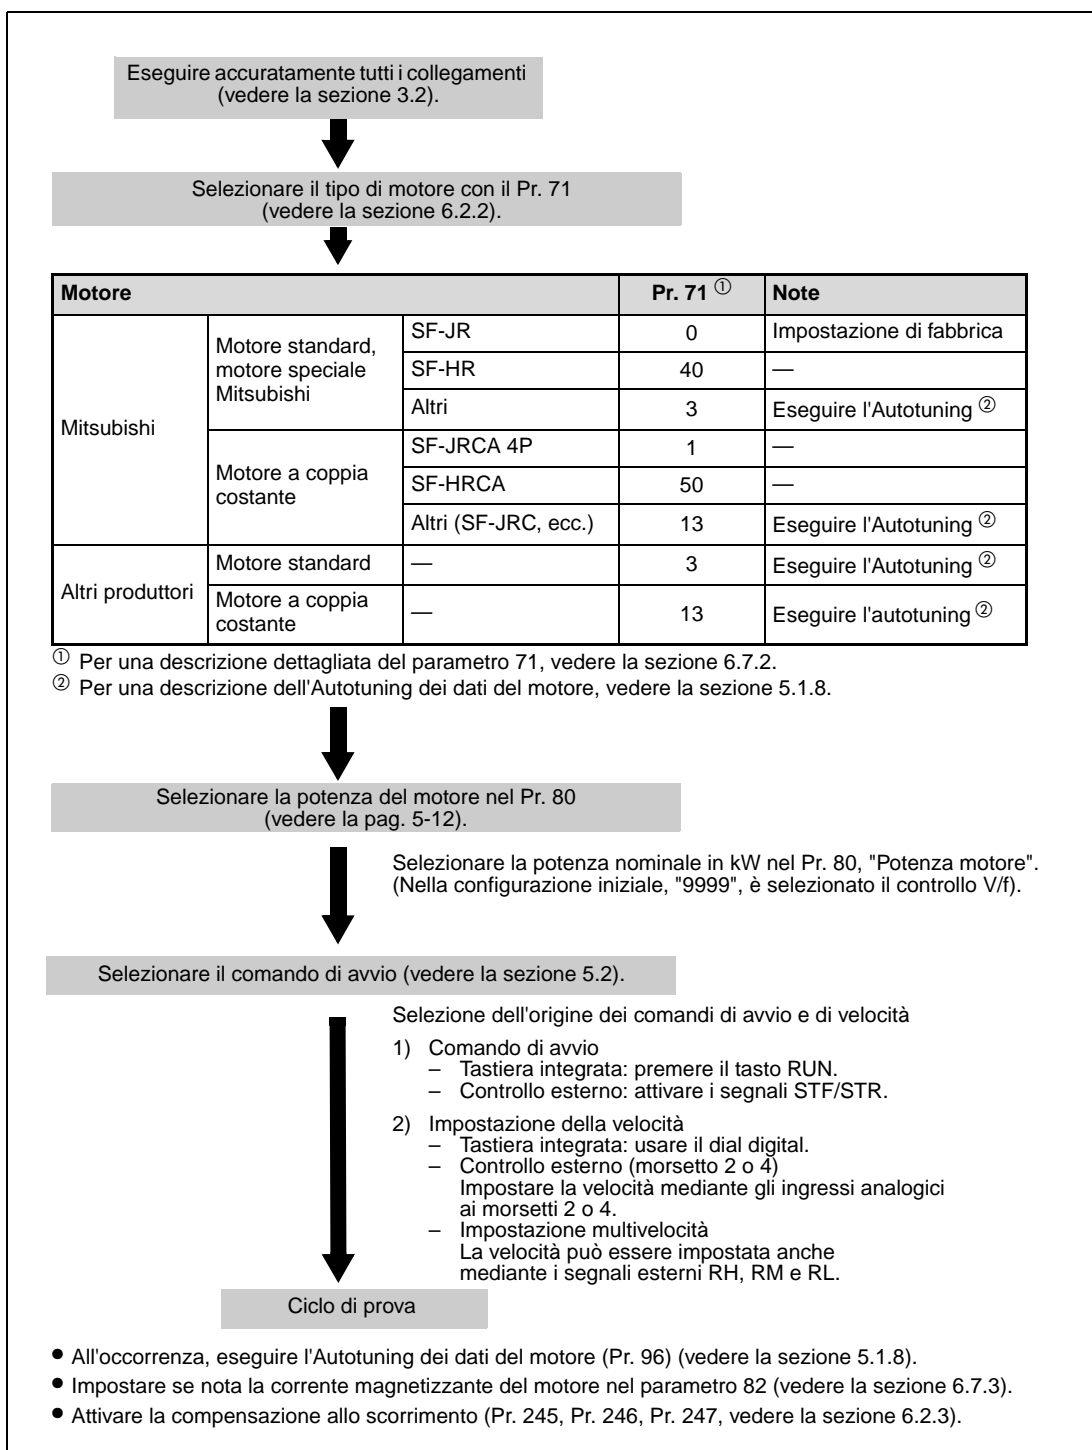 Eseguire accuratamente tutti i collegamenti
(vedere la sezione 3.2).
Selezionare il tipo di motore con il Pr. 71
(vedere la sezione 6.2.2).
Motore Pr. 71 ① Note
Mitsubishi
Motore standard,
motore speciale
Mitsubishi
SF-JR 0 Impostazione di fabbrica
SF-HR 40 —
Altri 3 Eseguire l'Autotuning ②
Motore a coppia
costante
SF-JRCA 4P 1 —
SF-HRCA 50 —
Altri (SF-JRC, ecc.) 13 Eseguire l'Autotuning ②
Altri produttori
Motore standard — 3 Eseguire l'Autotuning ②
Motore a coppia
costante
— 13 Eseguire l'autotuning ②
① Per una descrizione dettagliata del parametro 71, vedere la sezione 6.7.2.
② Per una descrizione dell'Autotuning dei dati del motore, vedere la sezione 5.1.8.
Selezionare la potenza del motore nel Pr. 80
(vedere la pag. 5-12).
Selezionare la potenza nominale in kW nel Pr. 80, "Potenza motore".
(Nella configurazione iniziale, "9999", è selezionato il controllo V/f).
Selezionare il comando di avvio (vedere la sezione 5.2).
Selezione dell'origine dei comandi di avvio e di velocità
1) Comando di avvio
– Tastiera integrata: premere il tasto RUN.
– Controllo esterno: attivare i segnali STF/STR.
2) Impostazione della velocità
– Tastiera integrata: usare il dial digital.
– Controllo esterno (morsetto 2 o 4)
Impostare la velocità mediante gli ingressi analogici
ai morsetti 2 o 4.
– Impostazione multivelocità
La velocità può essere impostata anche
mediante i segnali esterni RH, RM e RL.
Ciclo di prova
● All'occorrenza, eseguire l'Autotuning dei dati del motore (Pr. 96) (vedere la sezione 5.1.8).
● Impostare se nota la corrente magnetizzante del motore nel parametro 82 (vedere la sezione 6.7.3).
● Attivare la compensazione allo scorrimento (Pr. 245, Pr. 246, Pr. 247, vedere la sezione 6.2.3).